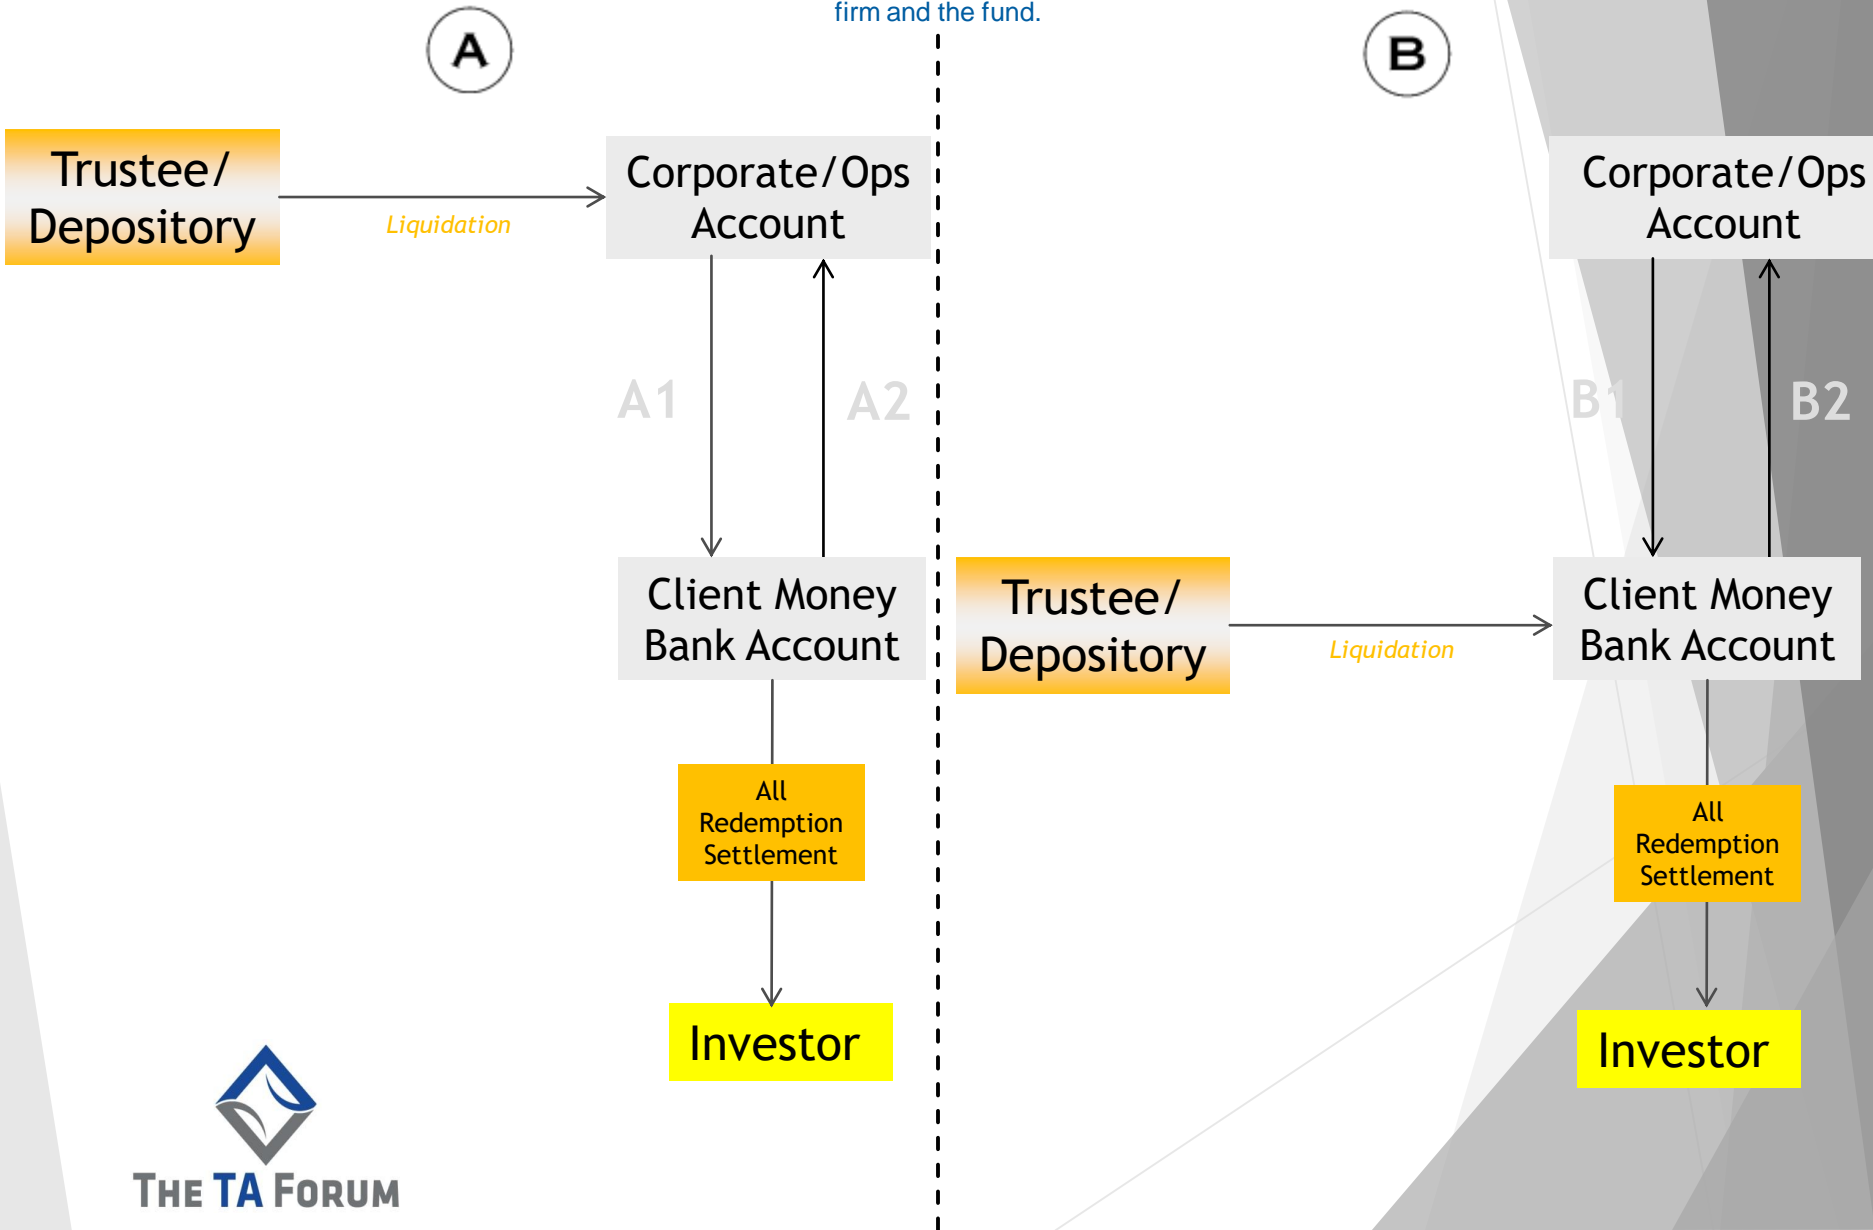 firm and the fund.
A
B
Trustee/
Depository
Liquidation
Corporate/Ops
Account
Corporate/Ops
Account
A1
A2
B1
B2
Client Money
Bank Account
Trustee/
Depository
Liquidation
Client Money
Bank Account
All
Redemption
Settlement
All
Redemption
Settlement
Investor
Investor
THE TA FORUM